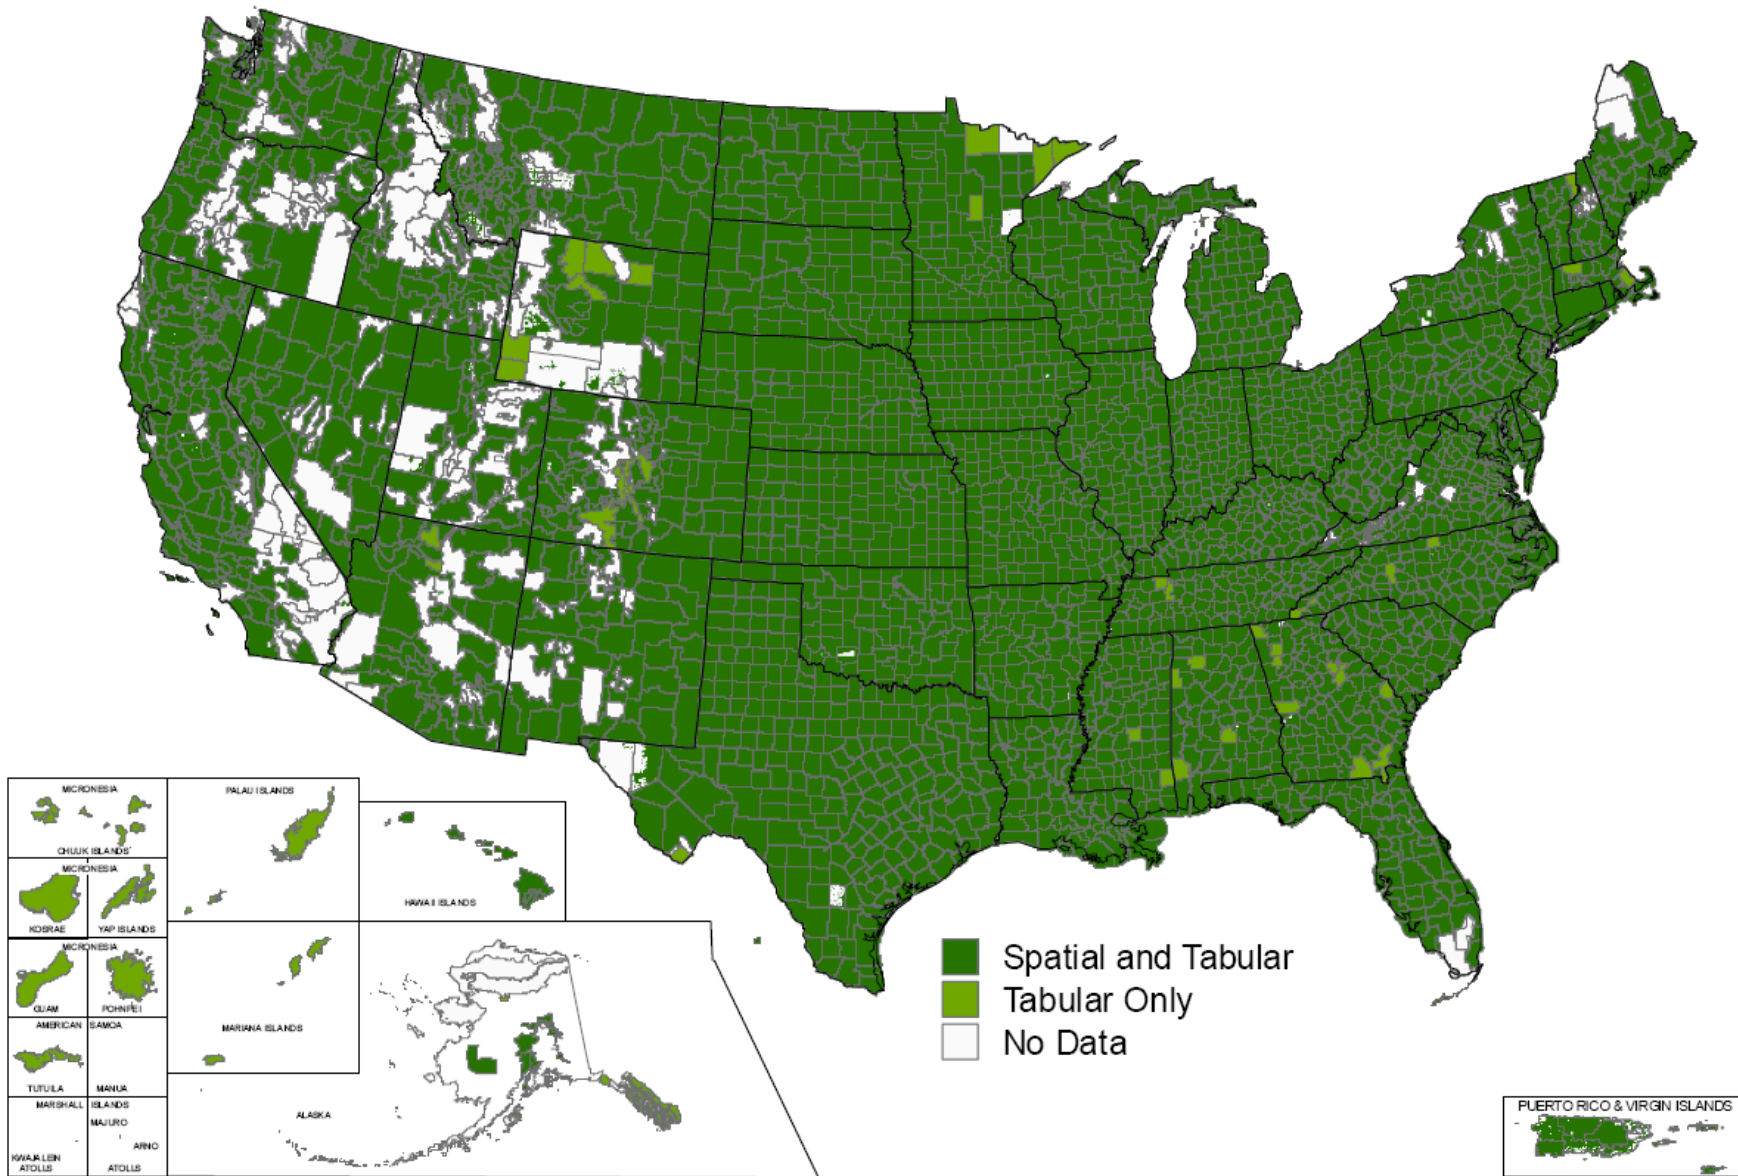 MICRONESIA
CHUUK ISLANDS
PALAU ISLANDS
HAWAII ISLANDS
MICRONESIA
KOSRAE
YAP ISLANDS
MICRONESIA
GUAM
POHNPEI
MARIANA ISLANDS
AMERICAN SAMOA
TUTUILA
MANUA
MARSHALL ISLANDS
MAJURO
ARNO
KWAJALEIN
ATOLLS
ATOLLS
ALASKA
Spatial and Tabular
Tabular Only
No Data
PUERTO RICO & VIRGIN ISLANDS